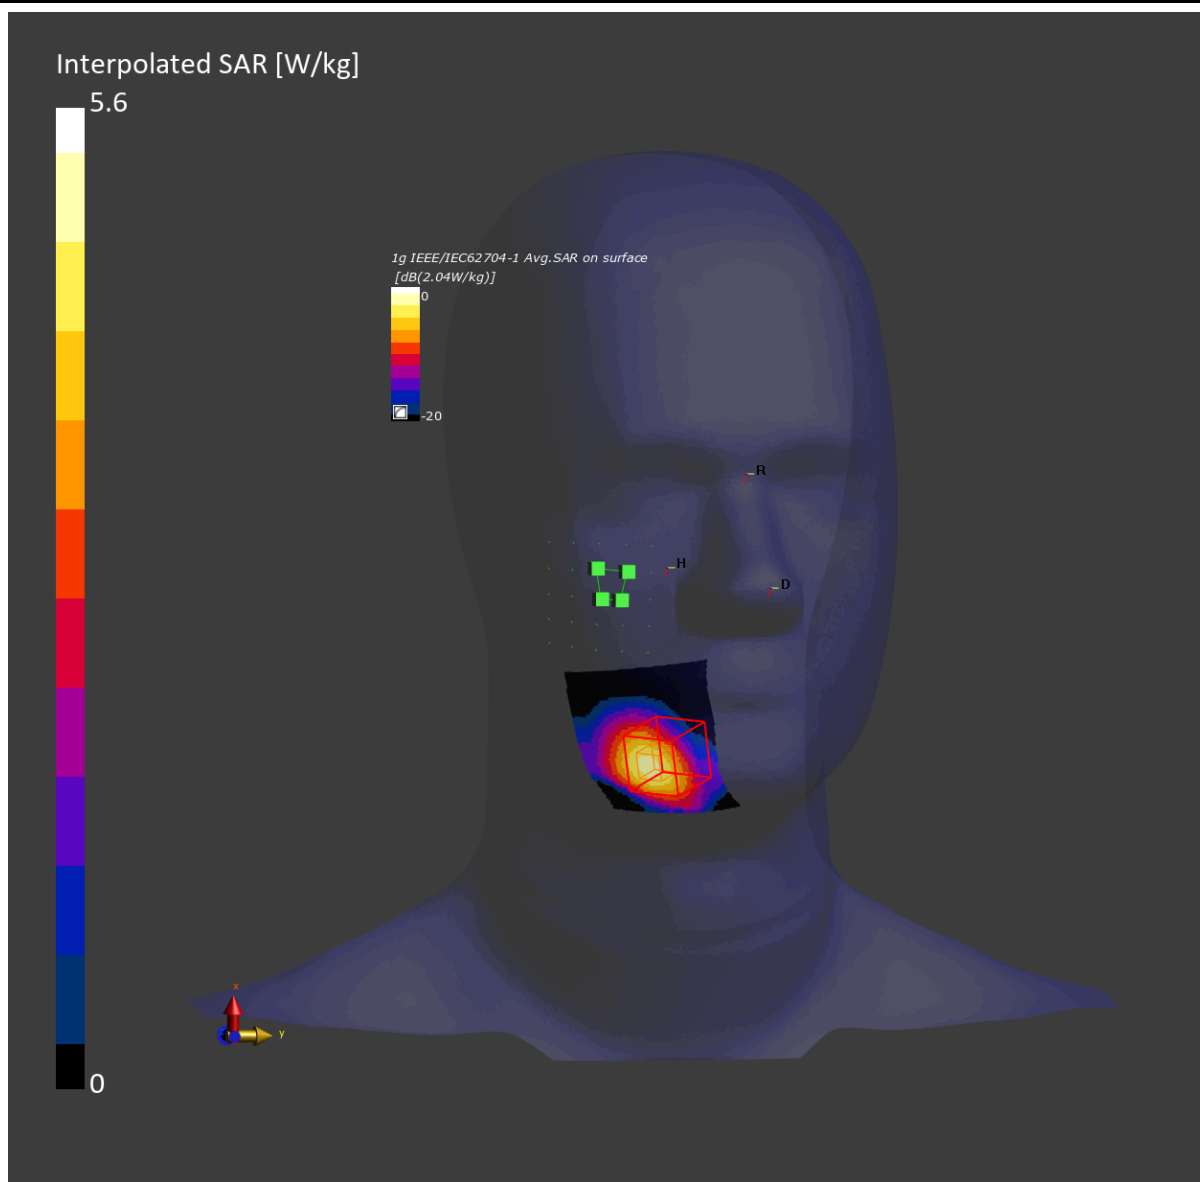 Interpolated SAR [W/kg]
5.6
1g IEEE/IEC62704-1 Avg.SAR on surface
[dB(2.04W/kg)]
0
-20
R
H
D
x
y
0